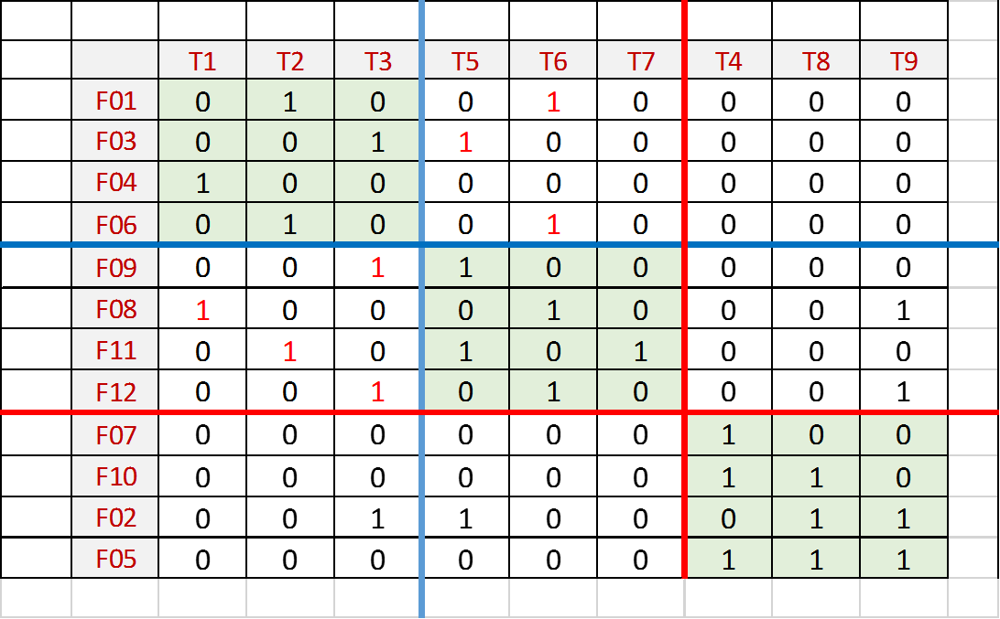 T1 T2 T3 T5 T6 T7 T4 T8 T9
F01 0 1 0 0 1 0 0 0 0
F03 0 0 1 1 0 0 0 0 0
F04 1 0 0 0 0 0 0 0 0
F06 0 1 0 0 1 0 0 0 0
F09 0 0 1 1 0 0 0 0 0
F08 1 0 0 0 1 0 0 0 1
F11 0 1 0 1 0 1 0 0 0
F12 0 0 1 0 1 0 0 0 1
F07 0 0 0 0 0 0 1 0 0
F10 0 0 0 0 0 0 1 1 0
F02 0 0 1 1 0 0 0 1 1
F05 0 0 0 0 0 0 1 1 1